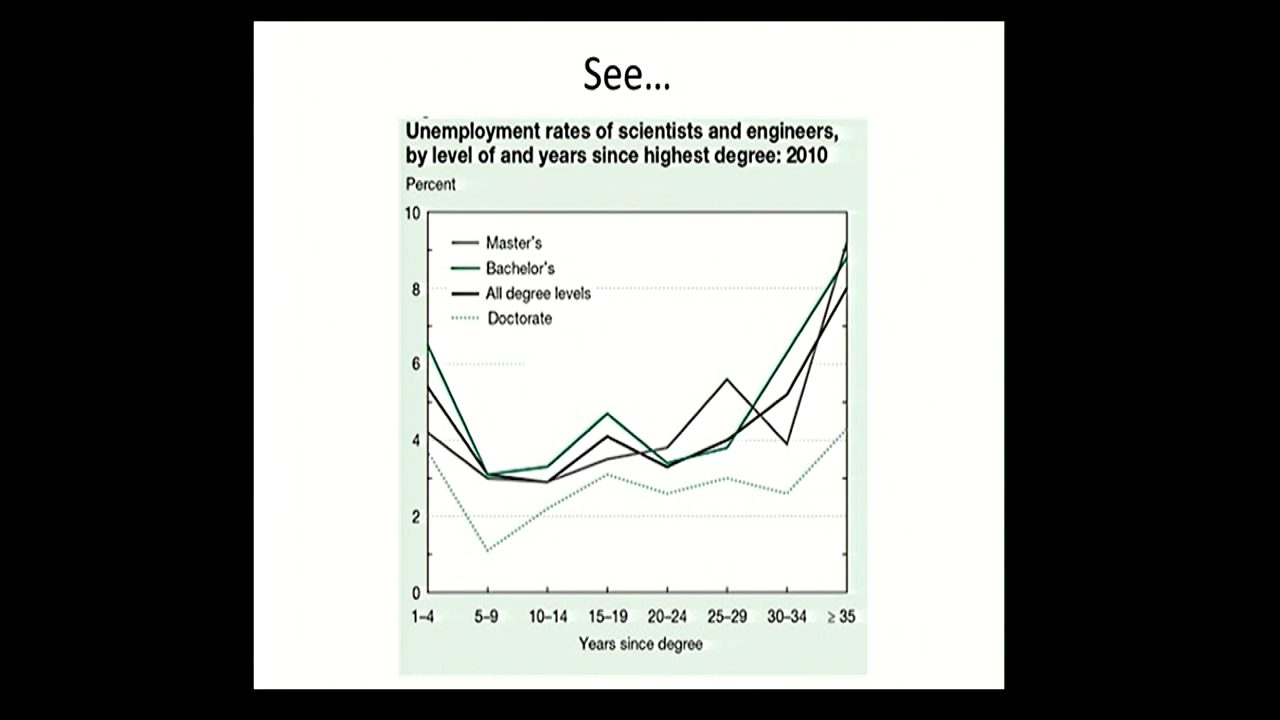 See...
Unemployment rates of scientists and engineers,
by level of and years since highest degree: 2010
Percent
10
Master's
Bachelor's
8
All degree levels
Doctorate
6
4
2
0
1–4 5–9 10–14 15–19 20–24 25–29 30–34 ≥ 35
Years since degree